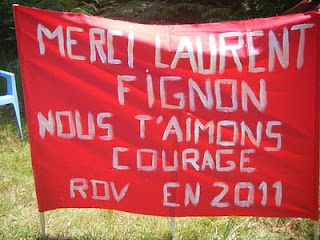 MERCI LAURENT
FIGNON
NOUS T'AIMONS
COURAGE
RDV EN 2011